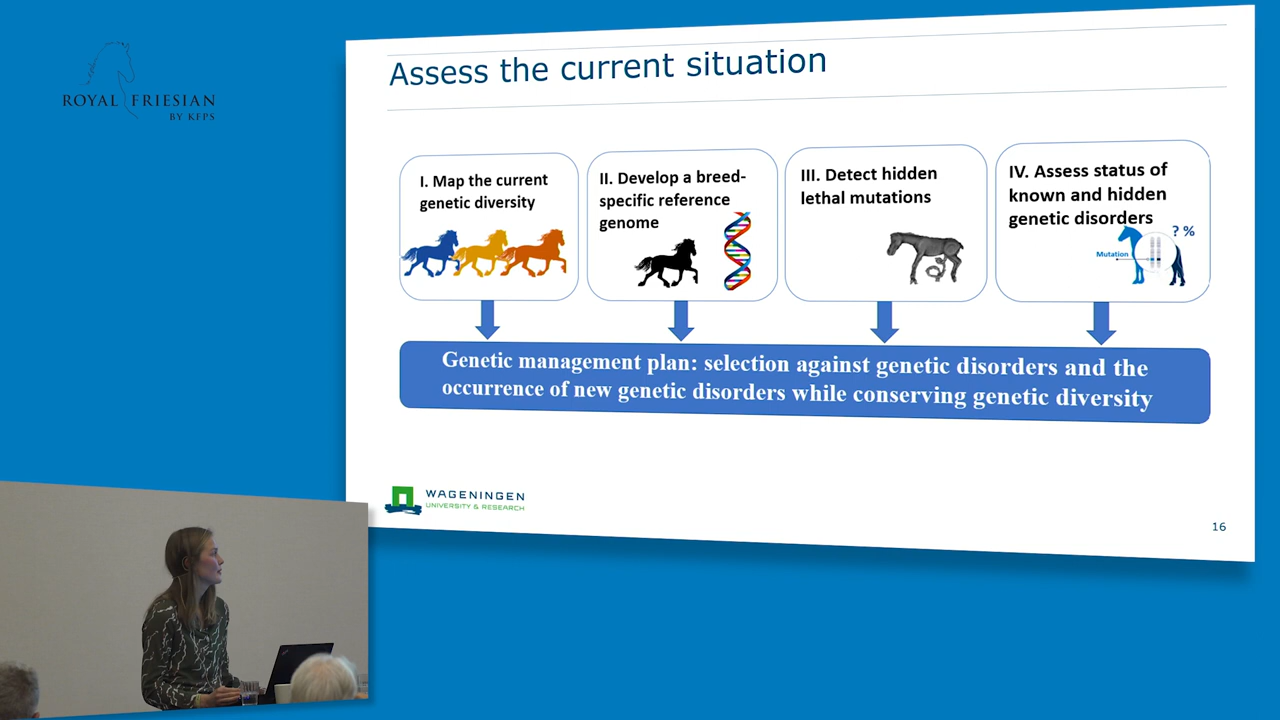 ROYAL FRIESIAN
BY KFPS
Assess the current situation
I. Map the current
genetic diversity
II. Develop a breed-
specific reference
genome
III. Detect hidden
lethal mutations
IV. Assess status of
known and hidden
genetic disorders
? %
Mutation
Genetic management plan: selection against genetic disorders and the
occurrence of new genetic disorders while conserving genetic diversity
WAGENINGEN
UNIVERSITY & RESEARCH
16